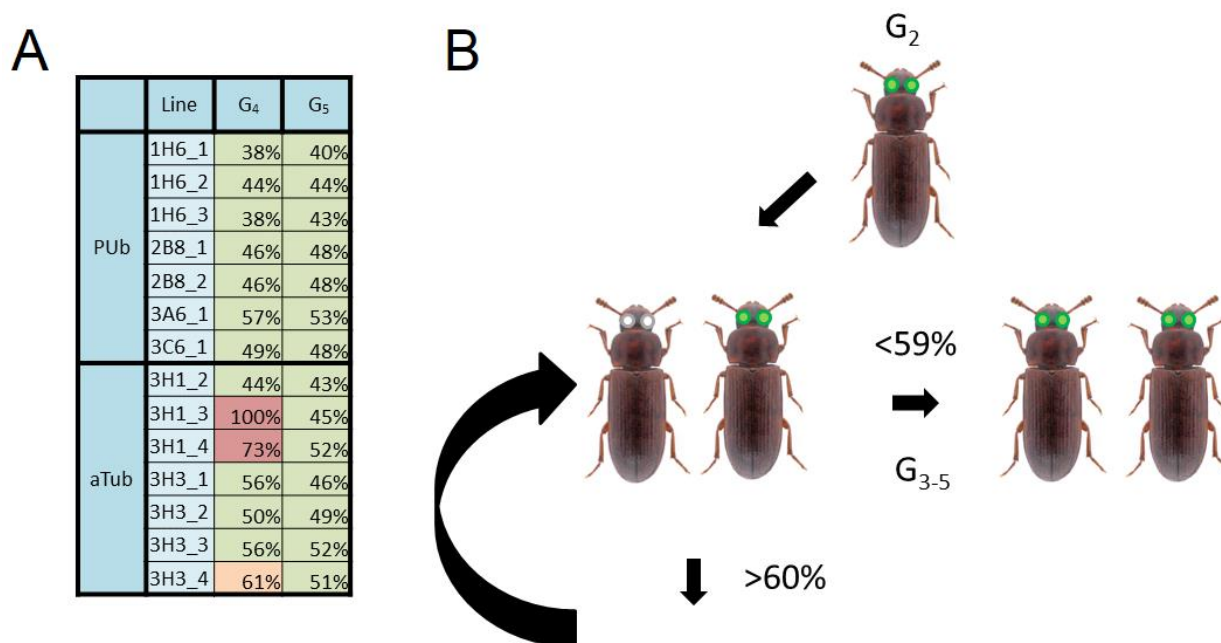 A
Line G4 G5
PUb
1H6_1 38% 40%
1H6_2 44% 44%
1H6_3 38% 43%
2B8_1 46% 48%
2B8_2 46% 48%
3A6_1 57% 53%
3C6_1 49% 48%
aTub
3H1_2 44% 43%
3H1_3 100% 45%
3H1_4 73% 52%
3H3_1 56% 46%
3H3_2 50% 49%
3H3_3 56% 52%
3H3_4 61% 51%
B
G2
<59%
G3-5
>60%